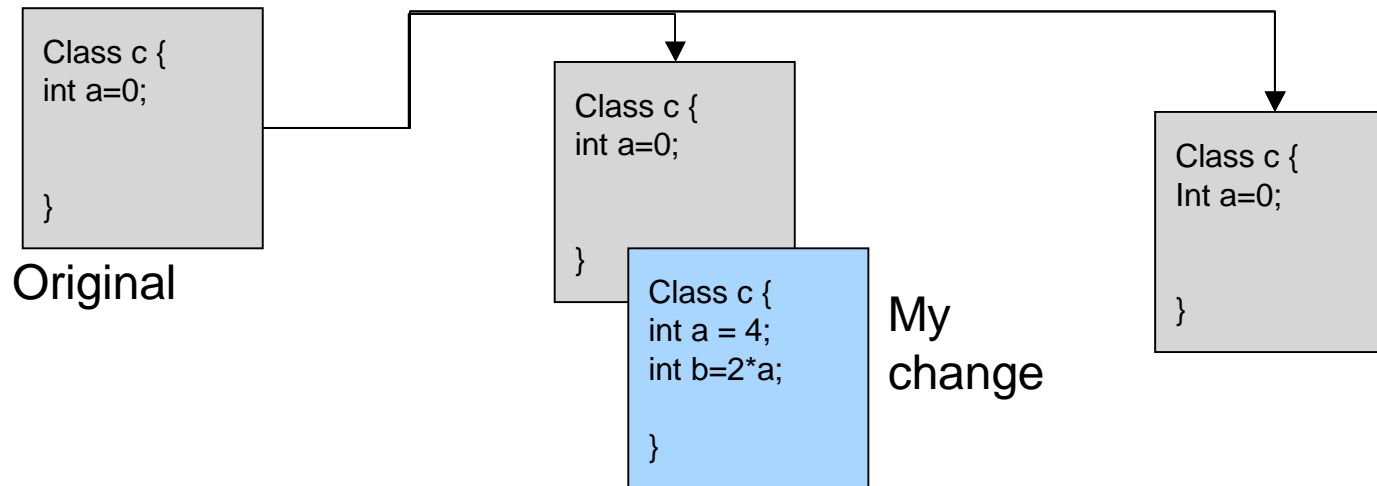 Class c {
int a=0;
}
Original
Class c {
int a=0;
}
Class c {
int a = 4;
int b=2*a;
}
My
change
Class c {
Int a=0;
}